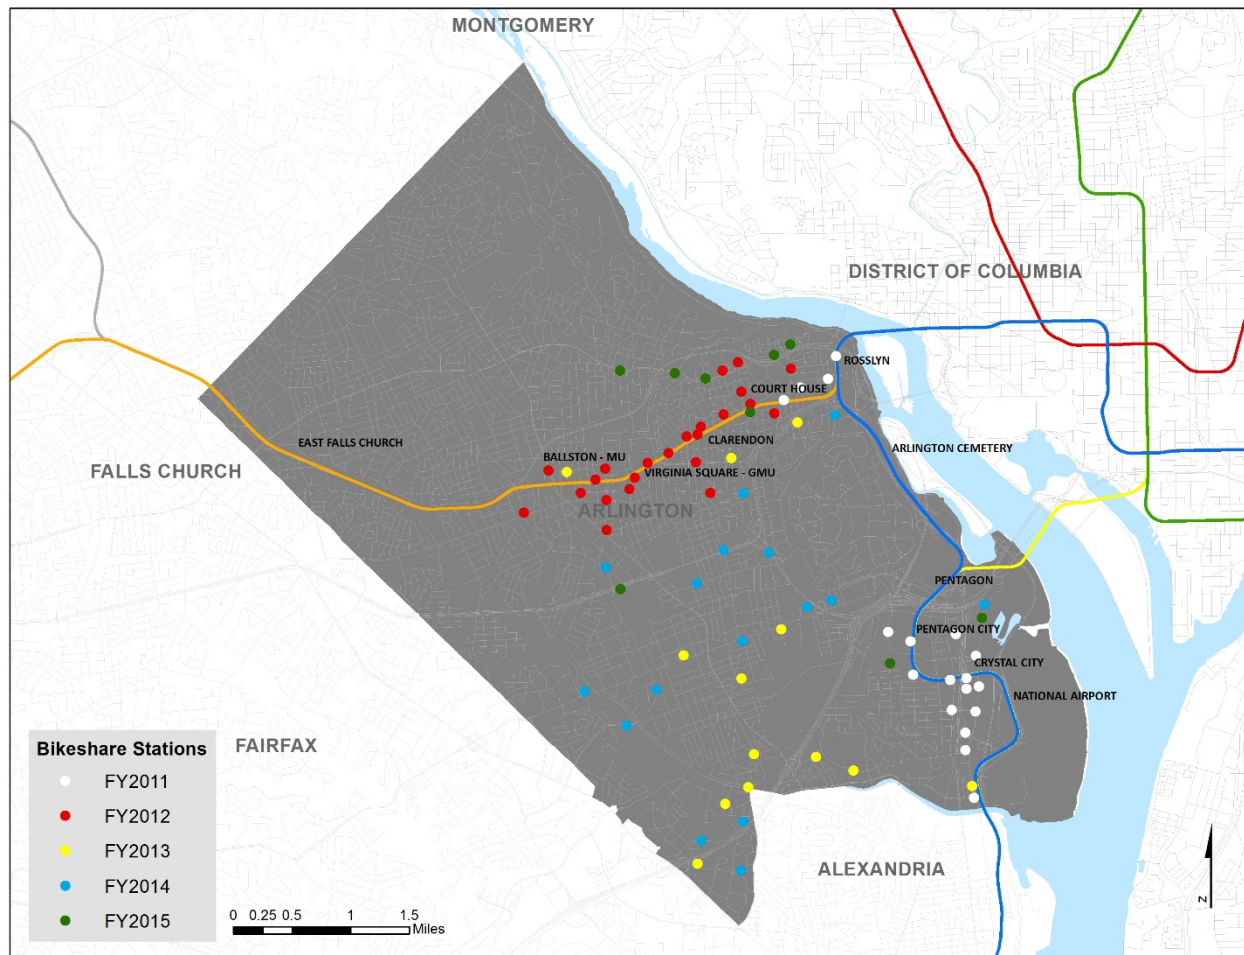 MONTGOMERY
DISTRICT OF COLUMBIA
ROSSLYN
COURT HOUSE
CLARENDON
EAST FALLS CHURCH
BALLSTON - MU
ARLINGTON CEMETERY
FALLS CHURCH
VIRGINIA SQUARE - GMU
ARLINGTON
PENTAGON
PENTAGON CITY
CRYSTAL CITY
NATIONAL AIRPORT
FAIRFAX
ALEXANDRIA
Bikeshare Stations
FY2011
FY2012
FY2013
FY2014
FY2015
0 0.25 0.5 1 1.5
Miles
N